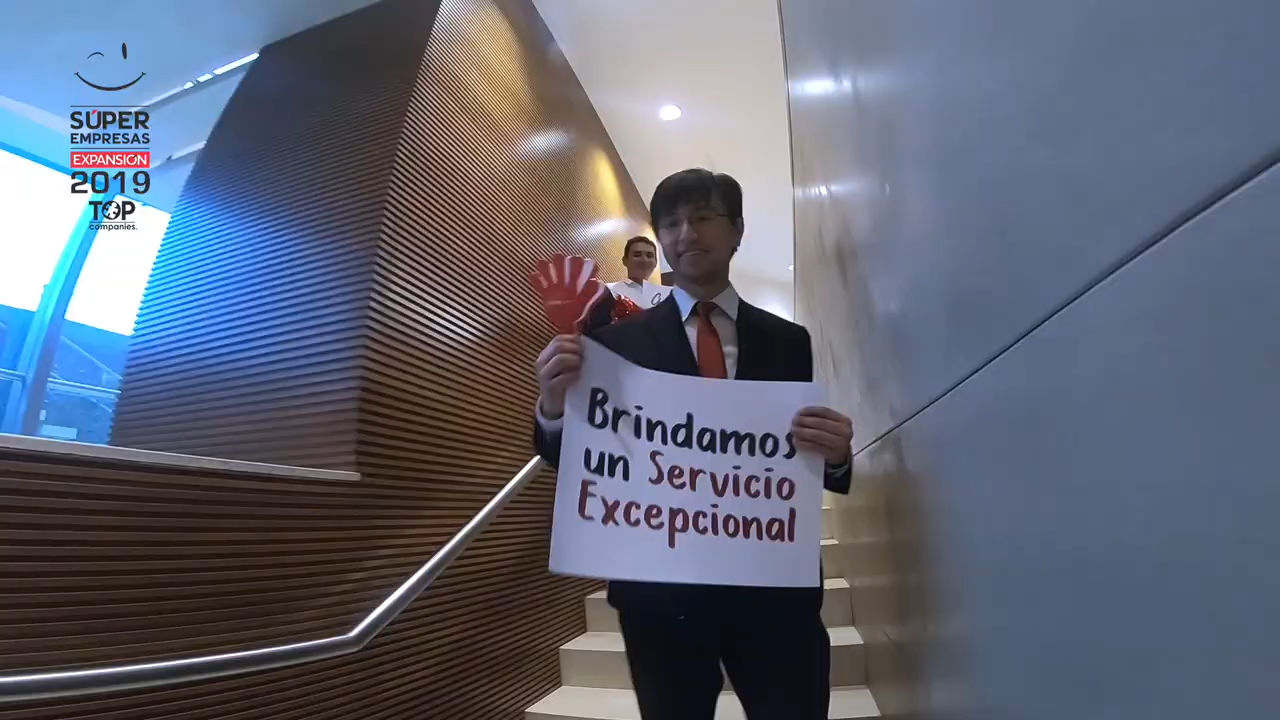 SÚPER
EMPRESAS
EXPANSIÓN
2019
TOP
companies.
Brindamos
un Servicio
Excepcional